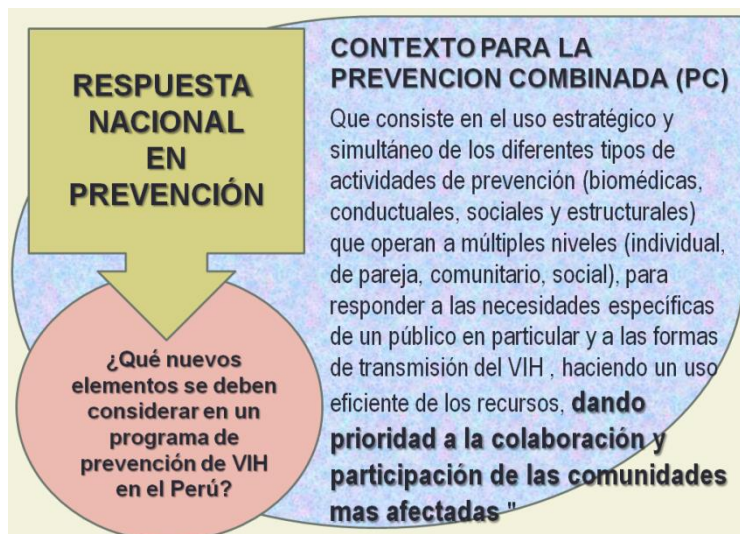 RESPUESTA
NACIONAL
EN
PREVENCIÓN
¿Qué nuevos
elementos se deben
considerar en un
programa de
prevención de VIH
en el Perú?
CONTEXTO PARA LA
PREVENCION COMBINADA (PC)
Que consiste en el uso estratégico y
simultáneo de los diferentes tipos de
actividades de prevención (biomédicas,
conductuales, sociales y estructurales)
que operan a múltiples niveles (individual,
de pareja, comunitario, social), para
responder a las necesidades específicas
de un público en particular y a las formas
de transmisión del VIH , haciendo un uso
eficiente de los recursos, dando
prioridad a la colaboración y
participación de las comunidades
mas afectadas "